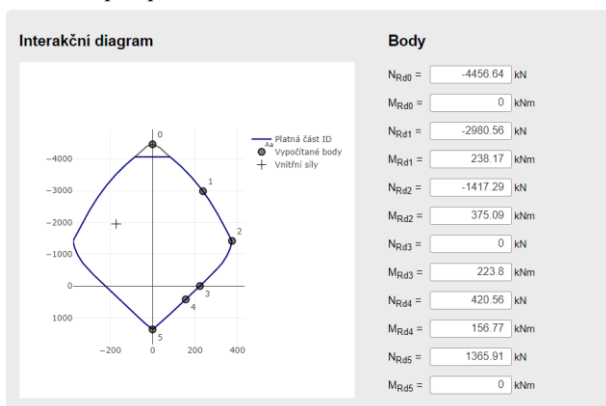 Interakční diagram
Body
0
Platná část ID
Aa
Vypočítané body
Vnitřní síly
−4000
1
−3000
−2000
2
−1000
0
3
4
1000
5
−200 0 200 400
NRd0 = -4456.64 kN
MRd0 = 0 kNm
NRd1 = -2980.56 kN
MRd1 = 238.17 kNm
NRd2 = -1417.29 kN
MRd2 = 375.09 kNm
NRd3 = 0 kN
MRd3 = 223.8 kNm
NRd4 = 420.56 kN
MRd4 = 156.77 kNm
NRd5 = 1365.91 kN
MRd5 = 0 kNm